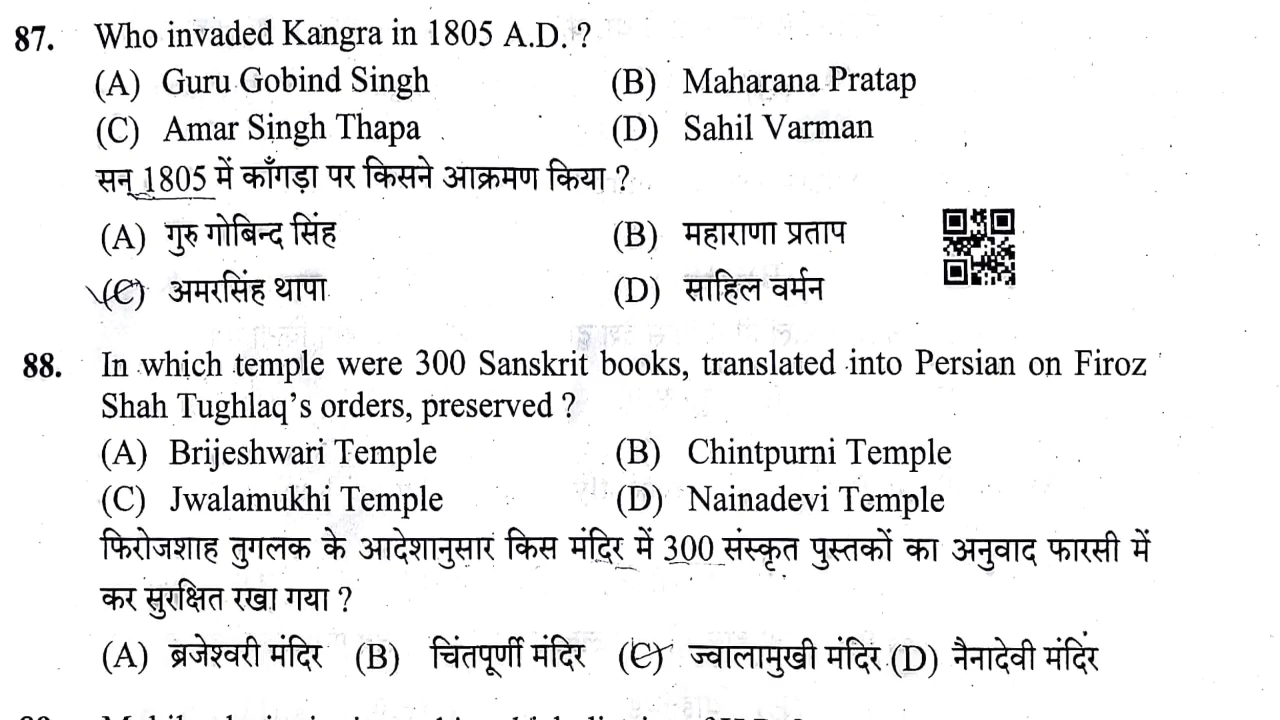 87. Who invaded Kangra in 1805 A.D. ?
(A) Guru Gobind Singh (B) Maharana Pratap
(C) Amar Singh Thapa (D) Sahil Varman
सन् 1805 में काँगड़ा पर किसने आक्रमण किया ?
(A) गुरु गोबिन्द सिंह (B) महाराणा प्रताप
(C) अमरसिंह थापा (D) साहिल वर्मन
88. In which temple were 300 Sanskrit books, translated into Persian on Firoz
Shah Tughlaq's orders, preserved ?
(A) Brijeshwari Temple (B) Chintpurni Temple
(C) Jwalamukhi Temple (D) Nainadevi Temple
फिरोजशाह तुगलक के आदेशानुसार किस मंदिर में 300 संस्कृत पुस्तकों का अनुवाद फारसी में
कर सुरक्षित रखा गया ?
(A) ब्रजेश्वरी मंदिर (B) चिंतपूर्णी मंदिर (C) ज्वालामुखी मंदिर (D) नैनादेवी मंदिर